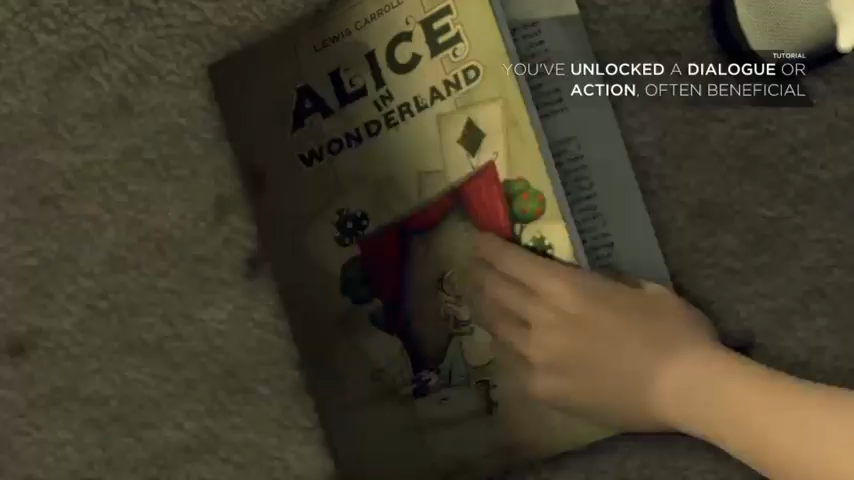 LEWIS CARROLL
ALICE
IN
WONDERLAND
TUTORIAL
YOU'VE UNLOCKED A DIALOGUE OR
ACTION, OFTEN BENEFICIAL